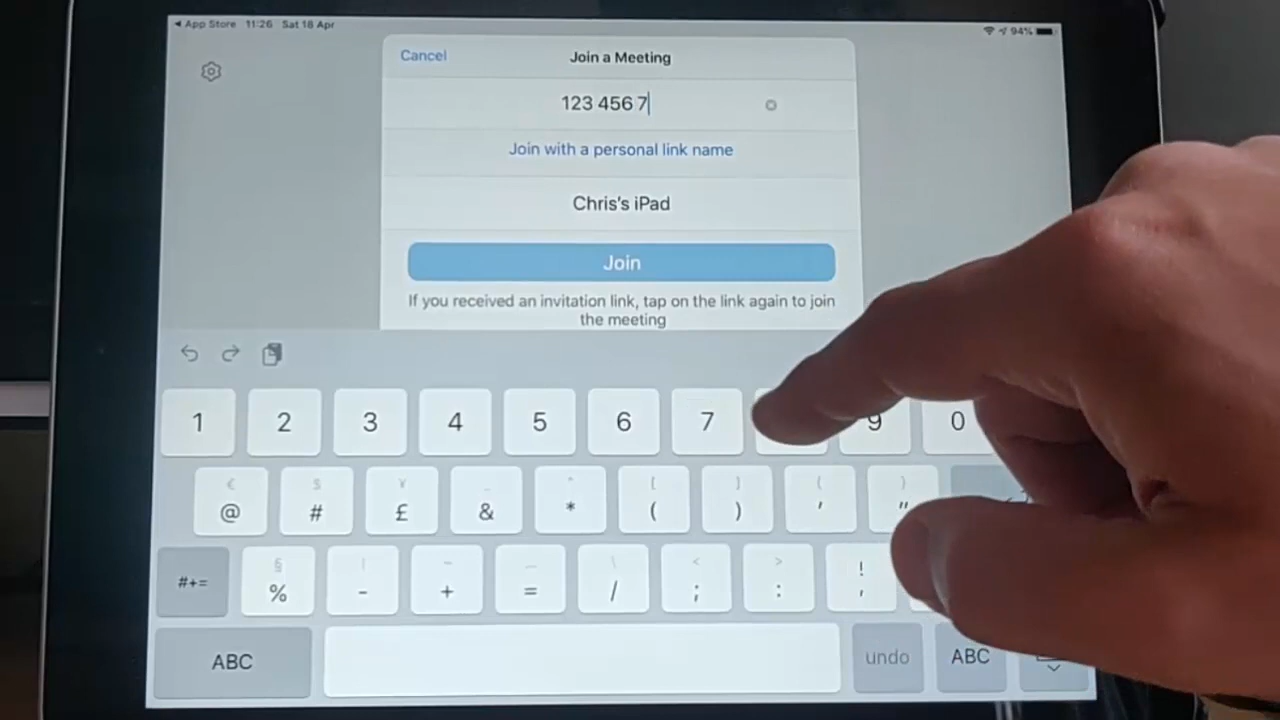 App Store 11:26 Sat 18 Apr 94%
Cancel Join a Meeting
123 456 7
Join with a personal link name
Chris's iPad
Join
If you received an invitation link, tap on the link again to join
the meeting
1 2 3 4 5 6 7 9 0
€ $ ¥ _ ^ [ ] { }
@ # £ & * ( ) ' "
#+= § | ~ … \ < > !
% - + = / ; : ,
ABC undo ABC